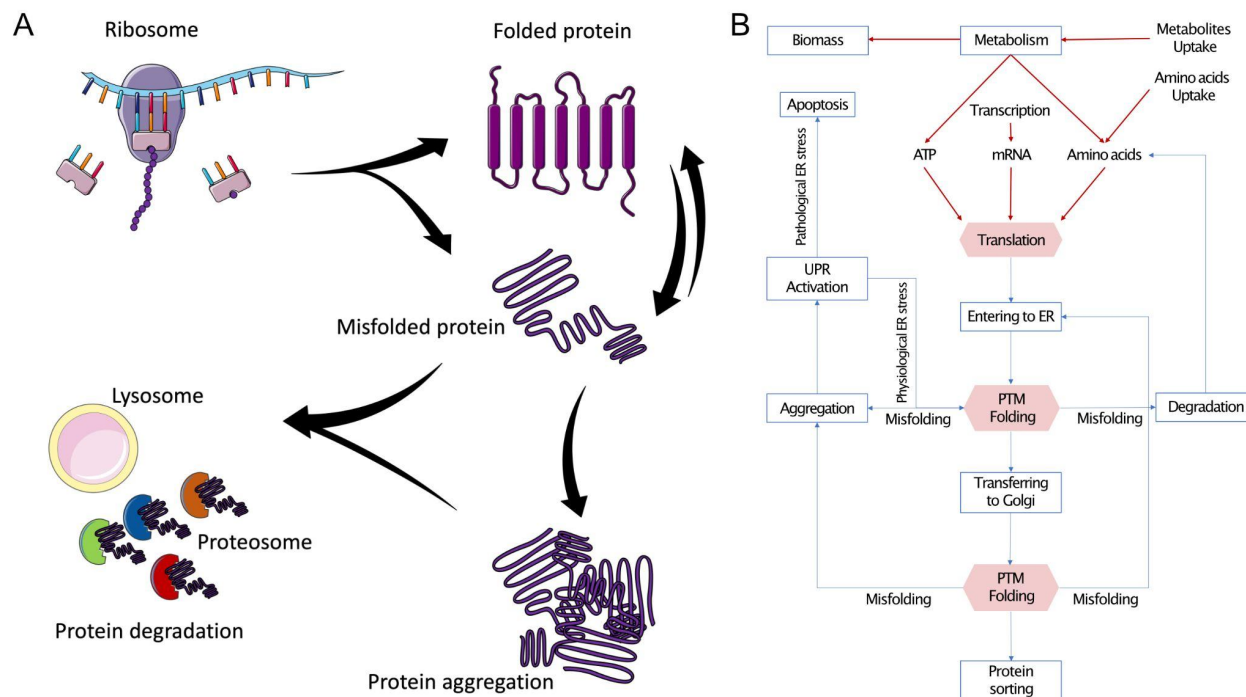 A
Ribosome
Folded protein
Misfolded protein
Lysosome
Proteosome
Protein degradation
Protein aggregation
B
Biomass
Metabolism
Metabolites
Uptake
Amino acids
Uptake
Apoptosis
Transcription
Pathological ER stress
ATP
mRNA
Amino acids
Translation
UPR
Activation
Physiological ER stress
Entering to ER
Aggregation
Misfolding
PTM
Folding
Misfolding
Degradation
Transferring
to Golgi
Misfolding
PTM
Folding
Misfolding
Protein
sorting